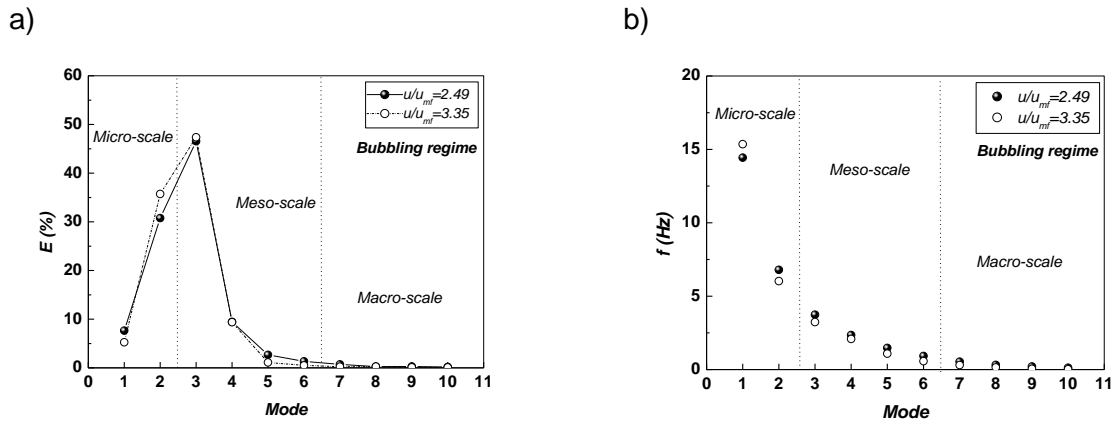 a)
60
50
40
30
20
10
0
E (%)
0 1 2 3 4 5 6 7 8 9 10 11
Mode
u/umf=2.49
u/umf=3.35
Bubbling regime
Micro-scale
Meso-scale
Macro-scale
b)
20
15
10
5
0
f (Hz)
0 1 2 3 4 5 6 7 8 9 10 11
Mode
u/umf=2.49
u/umf=3.35
Bubbling regime
Micro-scale
Meso-scale
Macro-scale